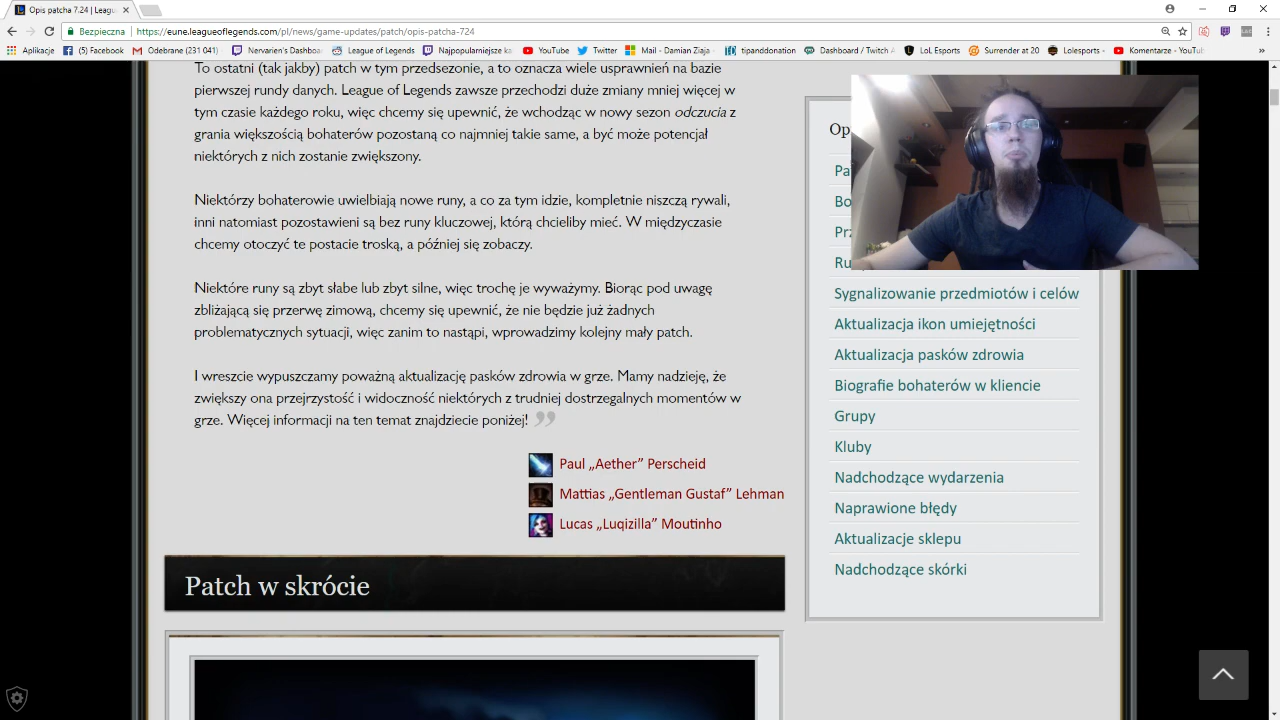 Opis patcha 7.24 | Leagu
Bezpieczna
https://eune.leagueoflegends.com/pl/news/game-updates/patch/opis-patcha-724
Aplikacje (5) Facebook Odebrane (231 041) Nervarien's Dashboard League of Legends Najpopularniejsze ka YouTube Twitter Mail - Damian Ziaja - tipanddonation Dashboard / Twitch A LoL Esports Surrender at 20 Lolesports - Komentarze - YouTub
To ostatni (tak jakby) patch w tym przedsezonie, a to oznacza wiele usprawnień na bazie
pierwszej rundy danych. League of Legends zawsze przechodzi duże zmiany mniej więcej w
tym czasie każdego roku, więc chcemy się upewnić, że wchodząc w nowy sezon odczucia z
grania większością bohaterów pozostaną co najmniej takie same, a być może potencjał
niektórych z nich zostanie zwiększony.
Niektórzy bohaterowie uwielbiają nowe runy, a co za tym idzie, kompletnie niszczą rywali,
inni natomiast pozostawieni są bez runy kluczowej, którą chcieliby mieć. W międzyczasie
chcemy otoczyć te postacie troską, a później się zobaczy.
Niektóre runy są zbyt słabe lub zbyt silne, więc trochę je wyważymy. Biorąc pod uwagę
zbliżającą się przerwę zimową, chcemy się upewnić, że nie będzie już żadnych
problematycznych sytuacji, więc zanim to nastąpi, wprowadzimy kolejny mały patch.
I wreszcie wypuszczamy poważną aktualizację pasków zdrowia w grze. Mamy nadzieję, że
zwiększy ona przejrzystość i widoczność niektórych z trudniej dostrzegalnych momentów w
grze. Więcej informacji na ten temat znajdziecie poniżej! ”
Paul „Aether” Perscheid
Mattias „Gentleman Gustaf” Lehman
Lucas „Luqizilla” Moutinho
Patch w skrócie
Op
Pa
Bo
Prz
Ru
Sygnalizowanie przedmiotów i celów
Aktualizacja ikon umiejętności
Aktualizacja pasków zdrowia
Biografie bohaterów w kliencie
Grupy
Kluby
Nadchodzące wydarzenia
Naprawione błędy
Aktualizacje sklepu
Nadchodzące skórki